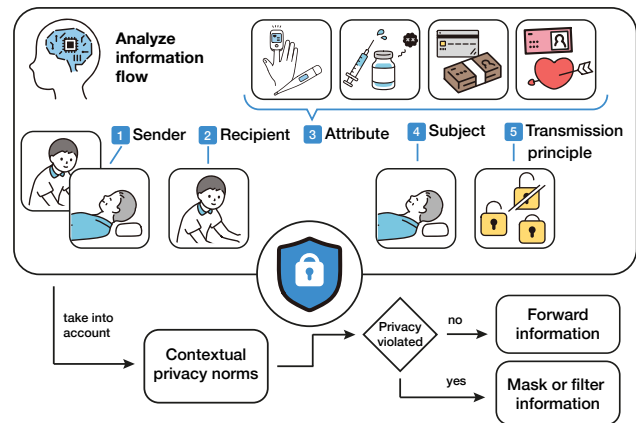 Analyze
information
flow
1 Sender
2 Recipient
3 Attribute
4 Subject
5 Transmission
principle
take into
account
Contextual
privacy norms
Privacy
violated
no
Forward
information
yes
Mask or filter
information